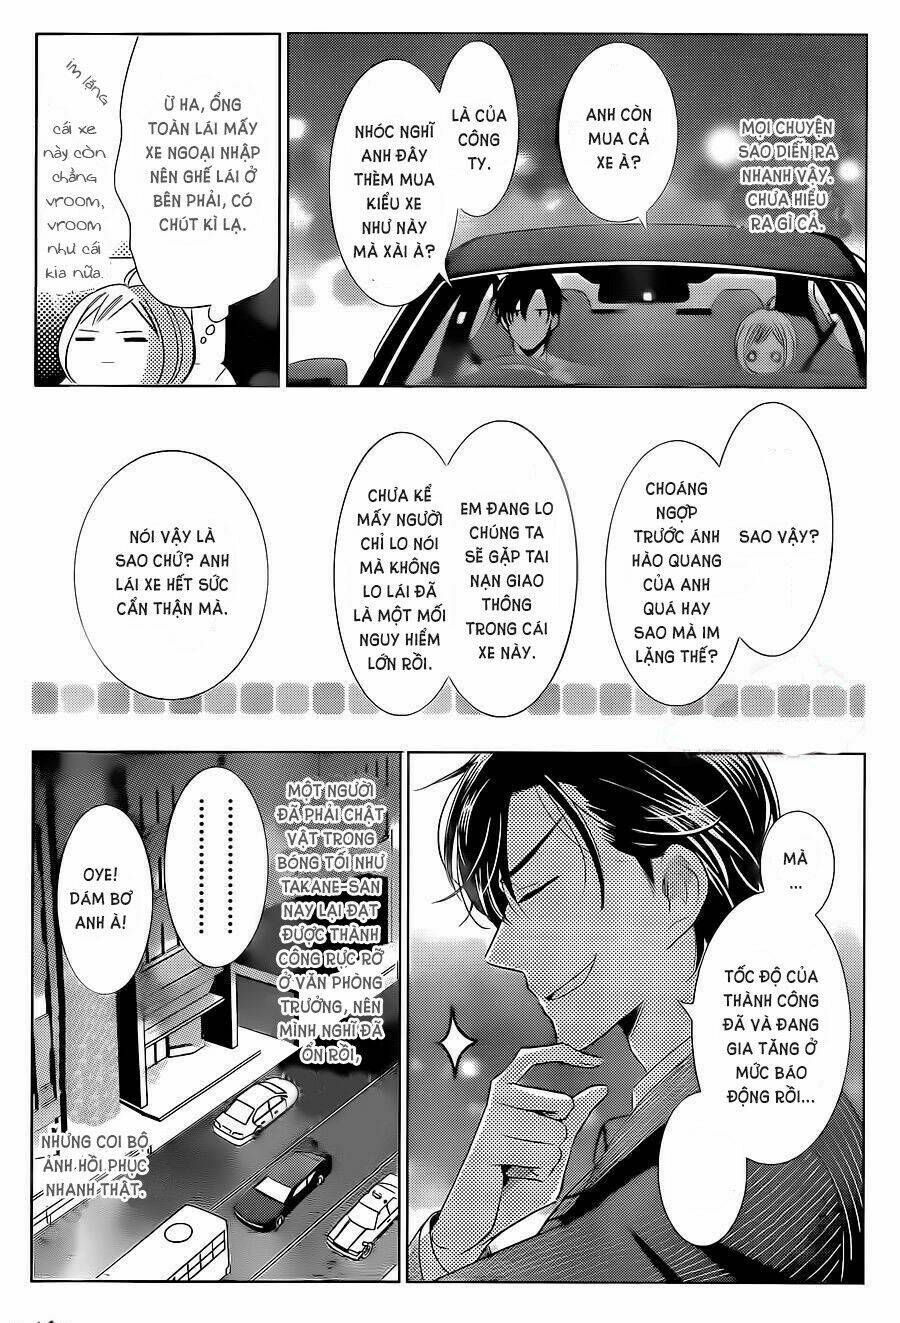 MỌI CHUYỆN
SAO DIỄN RA
NHANH VẬY.
CHƯA HIỂU
RA GÌ CẢ.
ANH CÒN
MUA CẢ
XE À?
LÀ CỦA
CÔNG
TY.
NHÓC NGHĨ
ANH ĐÂY
THÈM MUA
KIỂU XE
NHƯ NÀY
MÀ XÀI À?
Ừ HA, ỔNG
TOÀN LÁI MẤY
XE NGOẠI NHẬP
NÊN GHẾ LÁI Ở
BÊN PHẢI, CÓ
CHÚT KÌ LẠ.
im lặng
cái xe
này còn
chẳng
vroom,
vroom
như cái
kia nữa.
SAO VẬY?
CHOÁNG
NGỢP
TRƯỚC ÁNH
HÀO QUANG
CỦA ANH
QUÁ HAY
SAO MÀ IM
LẶNG THẾ?
EM ĐANG LO
CHÚNG TA
SẼ GẶP TAI
NẠN GIAO
THÔNG
TRONG CÁI
XE NÀY.
CHƯA KỂ
MẤY NGƯỜI
CHỈ LO NÓI
MÀ KHÔNG
LO LÁI ĐÃ
LÀ MỘT MỐI
NGUY HIỂM
LỚN RỒI.
NÓI VẬY LÀ
SAO CHỨ? ANH
LÁI XE HẾT SỨC
CẨN THẬN MÀ.
MÀ
...
TỐC ĐỘ CỦA
THÀNH CÔNG
ĐÃ VÀ ĐANG
GIA TĂNG Ở
MỨC BÁO
ĐỘNG RỒI...
MỘT NGƯỜI
ĐÃ PHẢI CHẬT
VẬT TRONG
BÓNG TỐI NHƯ
TAKANE-SAN
NAY LẠI ĐẠT
ĐƯỢC THÀNH
CÔNG RỰC RỠ
Ở VĂN PHÒNG
TRƯỞNG, NÊN
MÌNH NGHĨ ĐÃ
ỔN RỒI,
OYE!
DÁM BƠ
ANH À!
NHƯNG COI BỘ
ẢNH HỒI PHỤC
NHANH THẬT.